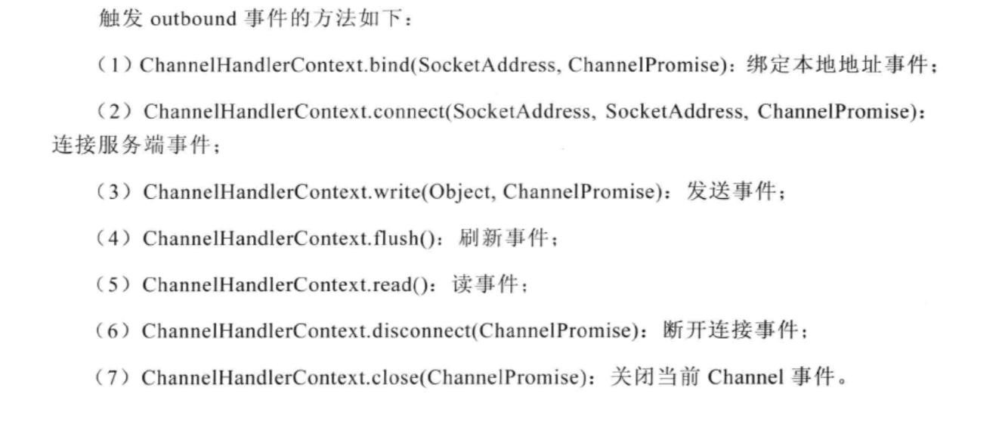 触发 outbound 事件的方法如下：
（1）ChannelHandlerContext.bind(SocketAddress, ChannelPromise)：绑定本地地址事件；
（2）ChannelHandlerContext.connect(SocketAddress, SocketAddress, ChannelPromise)：
连接服务端事件；
（3）ChannelHandlerContext.write(Object, ChannelPromise)：发送事件；
（4）ChannelHandlerContext.flush()：刷新事件；
（5）ChannelHandlerContext.read()：读事件；
（6）ChannelHandlerContext.disconnect(ChannelPromise)：断开连接事件；
（7）ChannelHandlerContext.close(ChannelPromise)：关闭当前 Channel 事件。